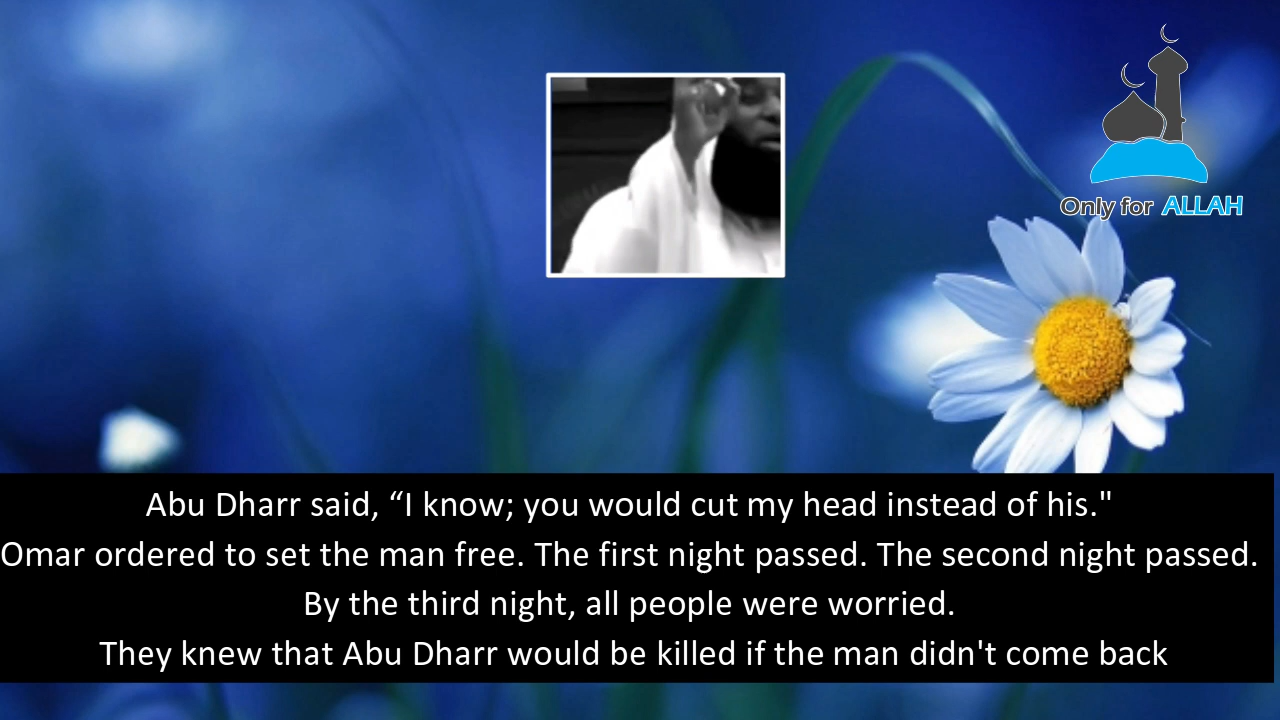 Only for ALLAH
Abu Dharr said, “I know; you would cut my head instead of his."
Omar ordered to set the man free. The first night passed. The second night passed.
By the third night, all people were worried.
They knew that Abu Dharr would be killed if the man didn't come back